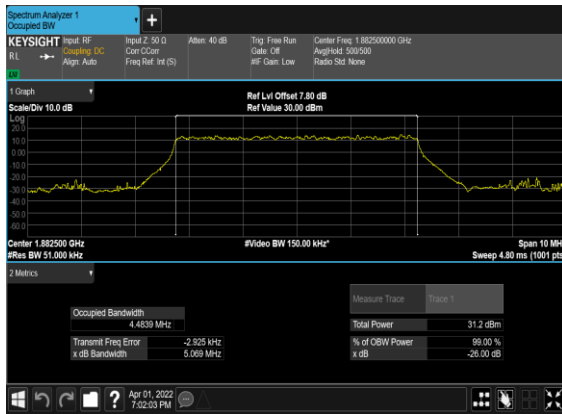 Spectrum Analyzer 1
Occupied BW
KEYSIGHT Input: RF Input Z: 50 Ω Atten: 40 dB Trig: Free Run Center Freq: 1.882500000 GHz
RL Coupling: DC Corr CCorr Gate: Off Avg|Hold: 500/500
Align: Auto Freq Ref: Int (S) #IF Gain: Low Radio Std: None
1 Graph Ref Lvl Offset 7.80 dB
Scale/Div 10.0 dB Ref Value 30.00 dBm
Log
20.0
10.0
0.00
-10.0
-20.0
-30.0
-40.0
-50.0
-60.0
Center 1.882500 GHz #Video BW 150.00 kHz* Span 10 MH
#Res BW 51.000 kHz Sweep 4.80 ms (1001 pts
2 Metrics
Measure Trace Trace 1
Occupied Bandwidth
4.4839 MHz Total Power 31.2 dBm
Transmit Freq Error -2.925 kHz % of OBW Power 99.00 %
x dB Bandwidth 5.069 MHz x dB -26.00 dB
Apr 01, 2022
7:02:03 PM